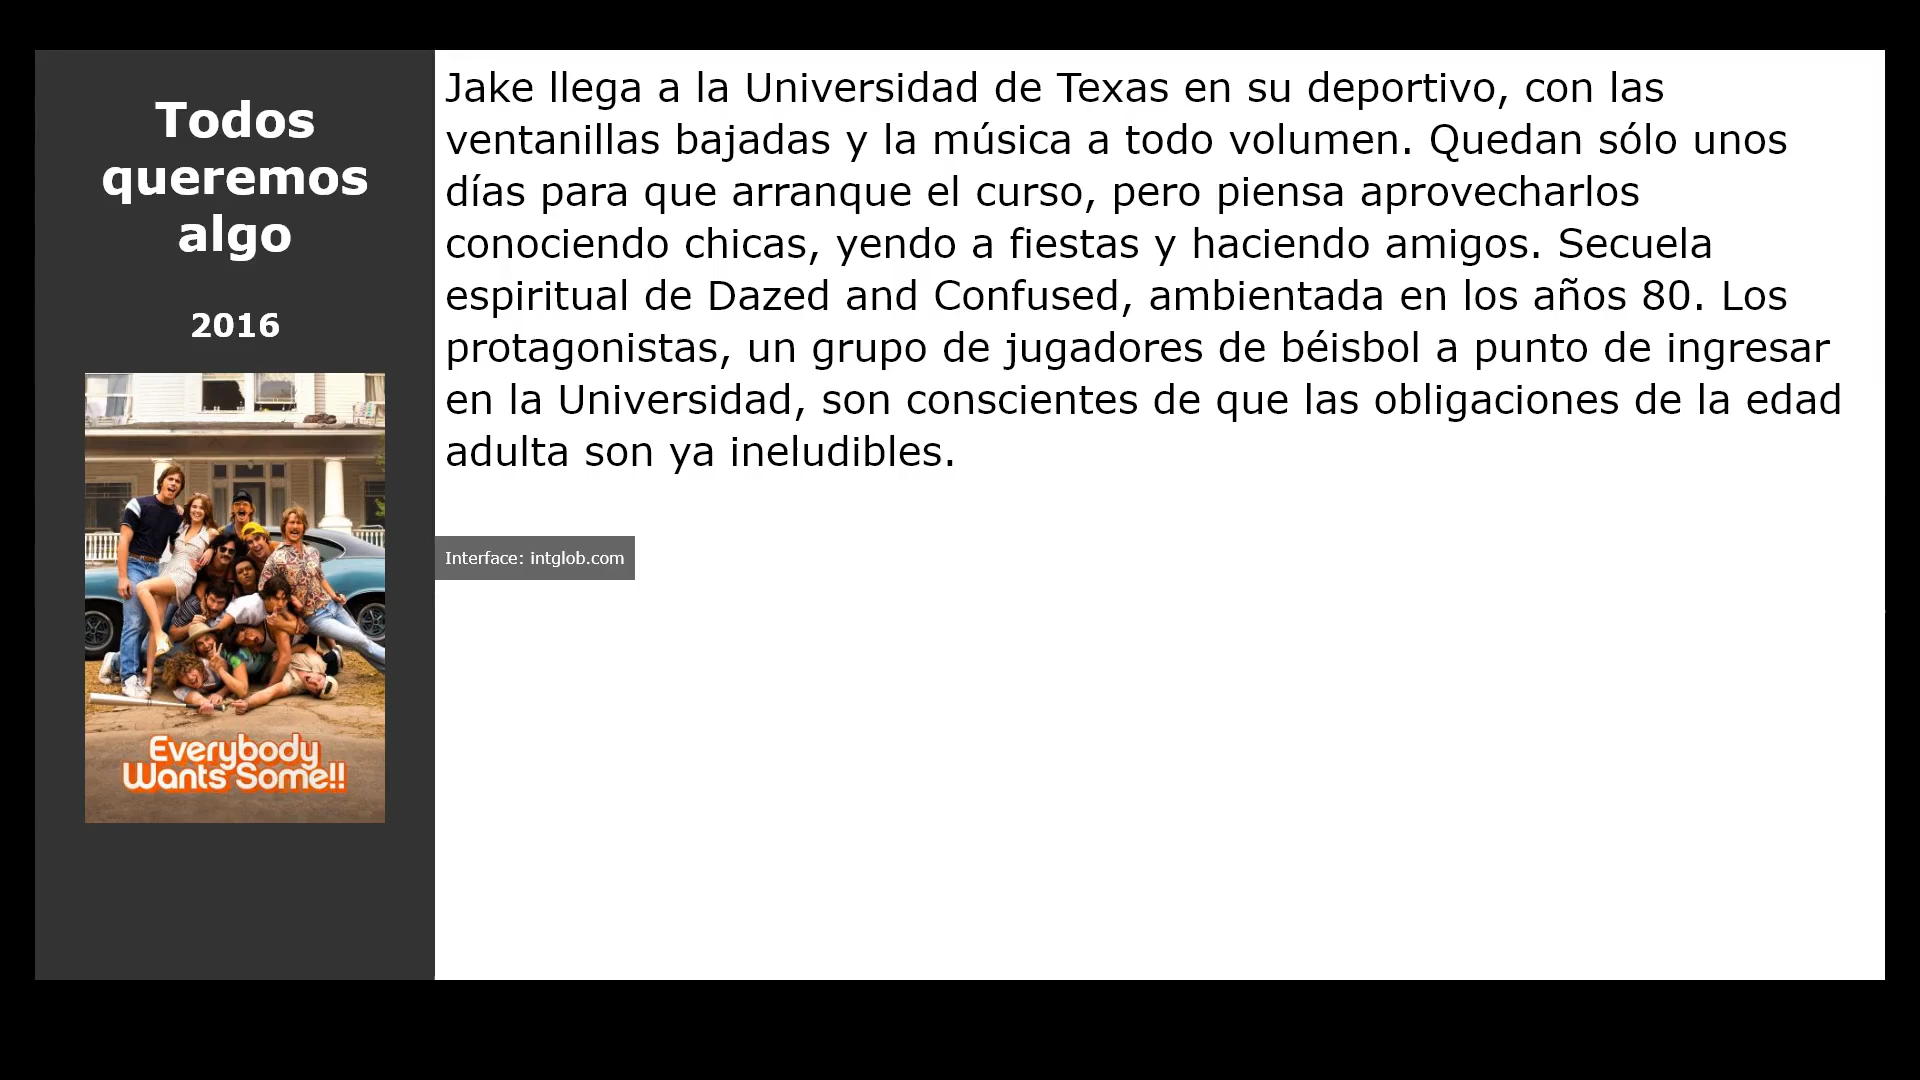 Todos
queremos
algo
2016
Everybody
Wants Some!!
Jake llega a la Universidad de Texas en su deportivo, con las
ventanillas bajadas y la música a todo volumen. Quedan sólo unos
días para que arranque el curso, pero piensa aprovecharlos
conociendo chicas, yendo a fiestas y haciendo amigos. Secuela
espiritual de Dazed and Confused, ambientada en los años 80. Los
protagonistas, un grupo de jugadores de béisbol a punto de ingresar
en la Universidad, son conscientes de que las obligaciones de la edad
adulta son ya ineludibles.
Interface: intglob.com